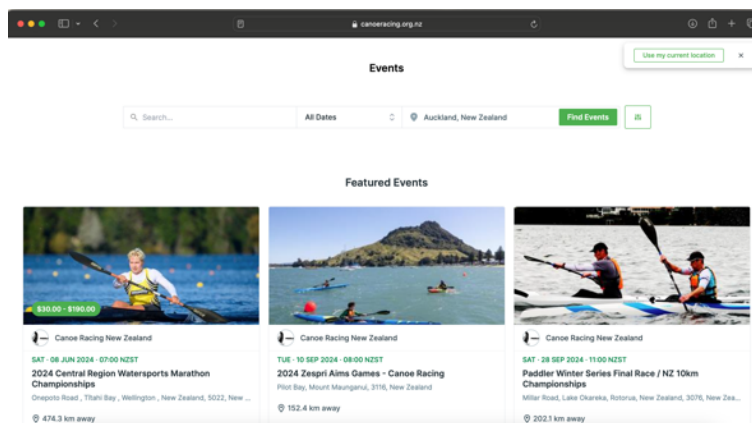 canoeracing.org.nz
Use my current location
Events
Search...
All Dates
Auckland, New Zealand
Find Events
Featured Events
$30.00 - $190.00
Canoe Racing New Zealand
SAT · 08 JUN 2024 · 07:00 NZST
2024 Central Region Watersports Marathon
Championships
Onepoto Road , Titahi Bay , Wellington , New Zealand, 5022, New ...
474.3 km away
Canoe Racing New Zealand
TUE · 10 SEP 2024 · 08:00 NZST
2024 Zespri Aims Games - Canoe Racing
Pilot Bay, Mount Maunganui, 3116, New Zealand
152.4 km away
Canoe Racing New Zealand
SAT · 28 SEP 2024 · 11:00 NZST
Paddler Winter Series Final Race / NZ 10km
Championships
Millar Road, Lake Okareka, Rotorua, New Zealand, 3076, New Zea...
202.1 km away